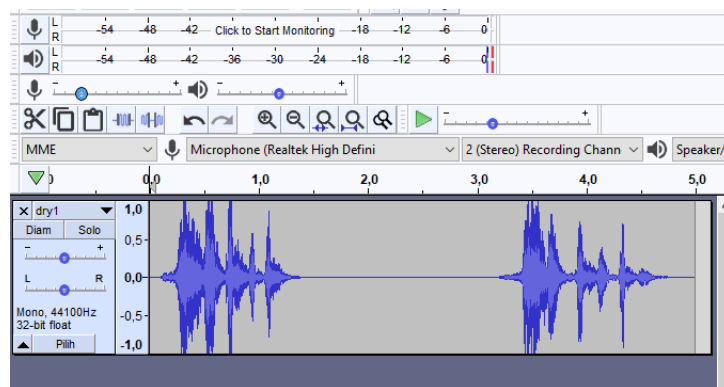 L -54 -48 -42 Click to Start Monitoring -18 -12 -6 0
R
L -54 -48 -42 -36 -30 -24 -18 -12 -6 0
R
- + - +
- +
MME Microphone (Realtek High Defini 2 (Stereo) Recording Chann Speaker/
0,0 1,0 2,0 3,0 4,0 5,0
dry1
Diam Solo
- +
L R
Mono, 44100Hz
32-bit float
Pilih
1,0
0,5-
0,0-
-0,5-
-1,0